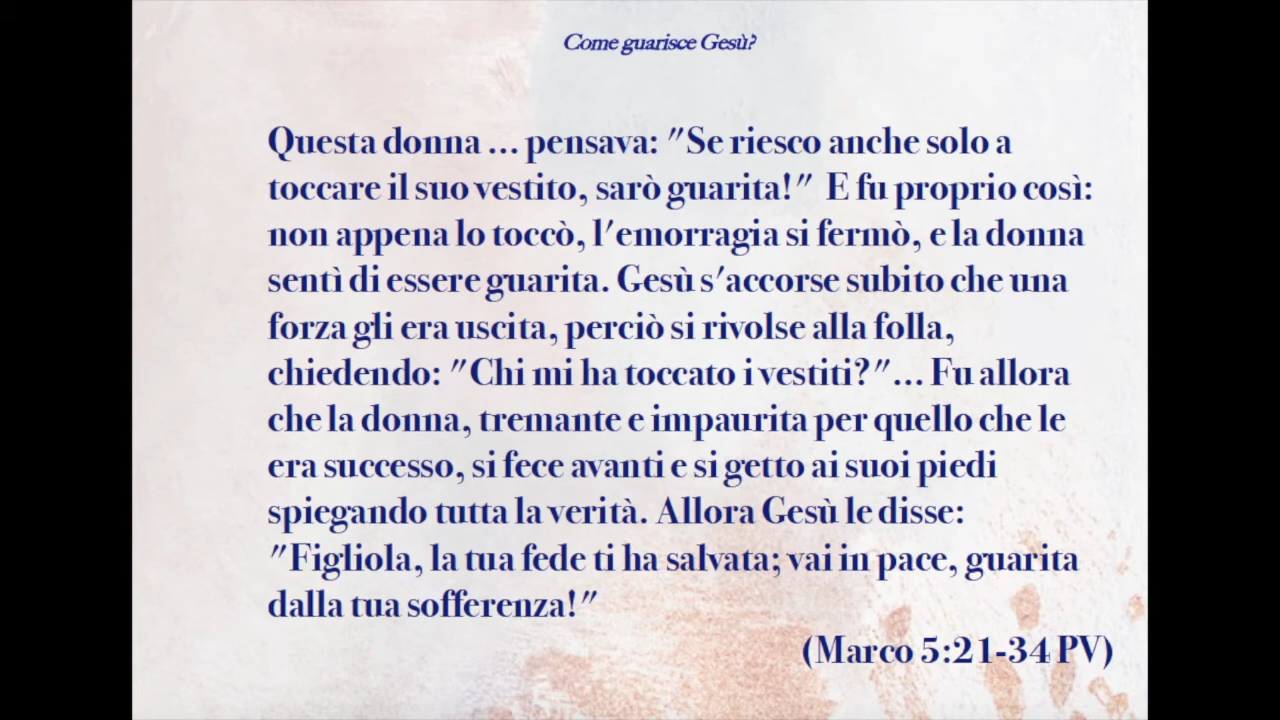 Come guarisce Gesù?
Questa donna ... pensava: "Se riesco anche solo a
toccare il suo vestito, sarò guarita!" E fu proprio così:
non appena lo toccò, l'emorragia si fermò, e la donna
sentì di essere guarita. Gesù s'accorse subito che una
forza gli era uscita, perciò si rivolse alla folla,
chiedendo: "Chi mi ha toccato i vestiti?"... Fu allora
che la donna, tremante e impaurita per quello che le
era successo, si fece avanti e si getto ai suoi piedi
spiegando tutta la verità. Allora Gesù le disse:
"Figliola, la tua fede ti ha salvata; vai in pace, guarita
dalla tua sofferenza!"
(Marco 5:21-34 PV)